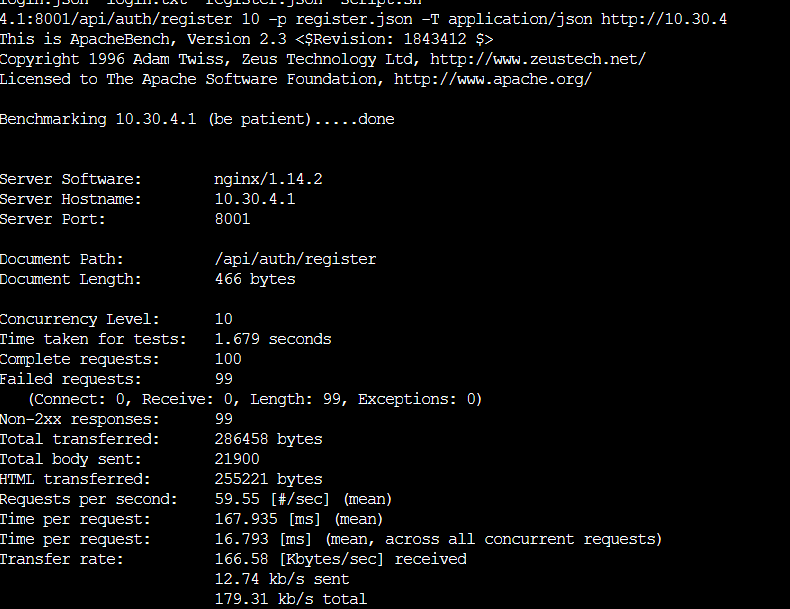 login.json login.txt register.json script.sh
4.1:8001/api/auth/register 10 -p register.json -T application/json http://10.30.4
This is ApacheBench, Version 2.3 <$Revision: 1843412 $>
Copyright 1996 Adam Twiss, Zeus Technology Ltd, http://www.zeustech.net/
Licensed to The Apache Software Foundation, http://www.apache.org/
Benchmarking 10.30.4.1 (be patient).....done
Server Software: nginx/1.14.2
Server Hostname: 10.30.4.1
Server Port: 8001
Document Path: /api/auth/register
Document Length: 466 bytes
Concurrency Level: 10
Time taken for tests: 1.679 seconds
Complete requests: 100
Failed requests: 99
(Connect: 0, Receive: 0, Length: 99, Exceptions: 0)
Non-2xx responses: 99
Total transferred: 286458 bytes
Total body sent: 21900
HTML transferred: 255221 bytes
Requests per second: 59.55 [#/sec] (mean)
Time per request: 167.935 [ms] (mean)
Time per request: 16.793 [ms] (mean, across all concurrent requests)
Transfer rate: 166.58 [Kbytes/sec] received
12.74 kb/s sent
179.31 kb/s total